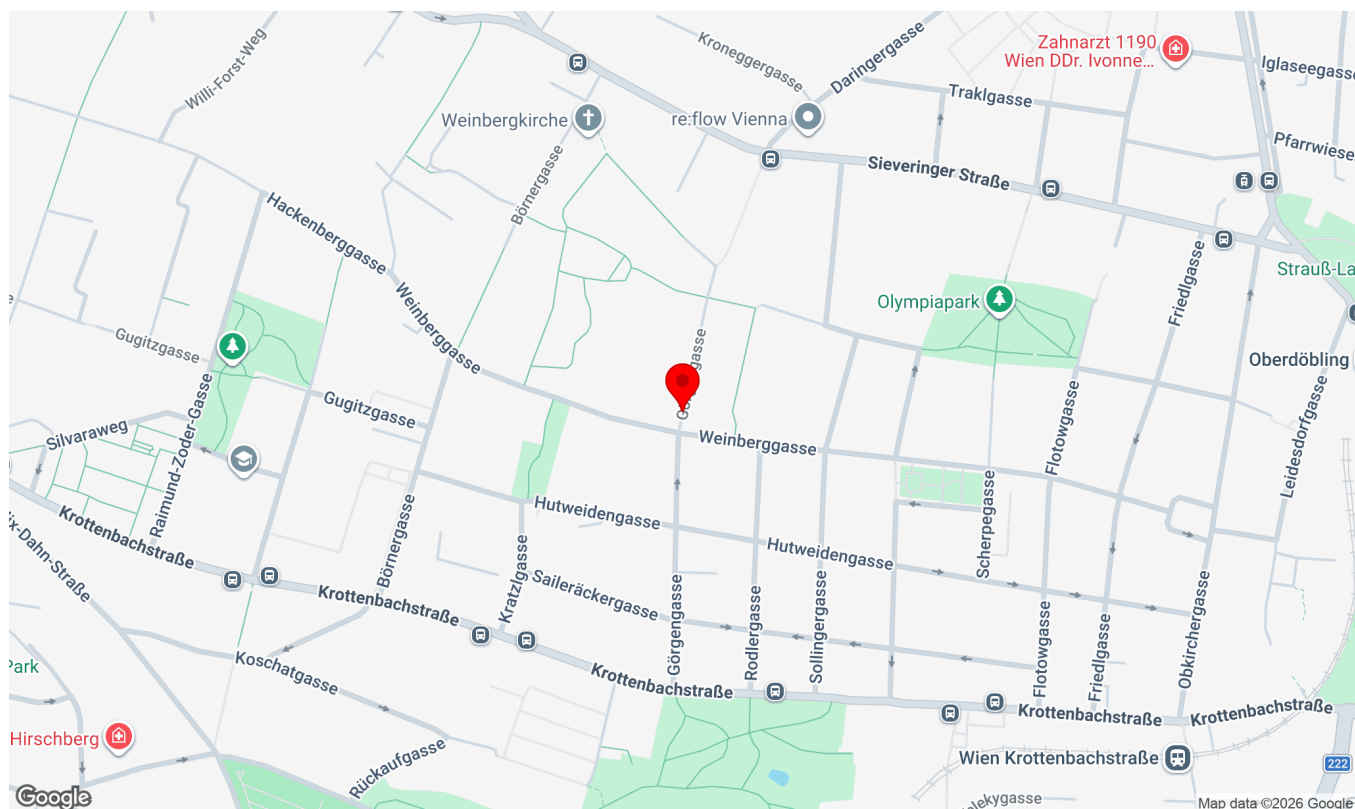 Willi-Forst-Weg
Kroneggergasse
Daringergasse
Zahnarzt 1190
Wien DDr. Ivonne...
Iglaseegasse
Traklgasse
Weinbergkirche
re:flow Vienna
Pfarrwiese
Sieveringer Straße
Börnergasse
Hackenberggasse
Friedlgasse
Strauß-La
Olympiapark
Weinberggasse
Gugitzgasse
Oberdöbling
Gugitzgasse
Leidesdorfgasse
Raimund-Zoder-Gasse
Silvaraweg
Weinberggasse
Flotowgasse
Krottenbachstraße
Börnergasse
Hutweidengasse
Scherpegasse
Hutweidengasse
Kratzlgasse
Saileräckergasse
Krottenbachstraße
Görgengasse
Rodlergasse
Sollingergasse
Flotowgasse
Friedlgasse
Obkirchergasse
Park
Koschatgasse
Krottenbachstraße
Krottenbachstraße
Krottenbachstraße
Hirschberg
Rückaufgasse
Wien Krottenbachstraße
222
Google
Map data ©2026 Google